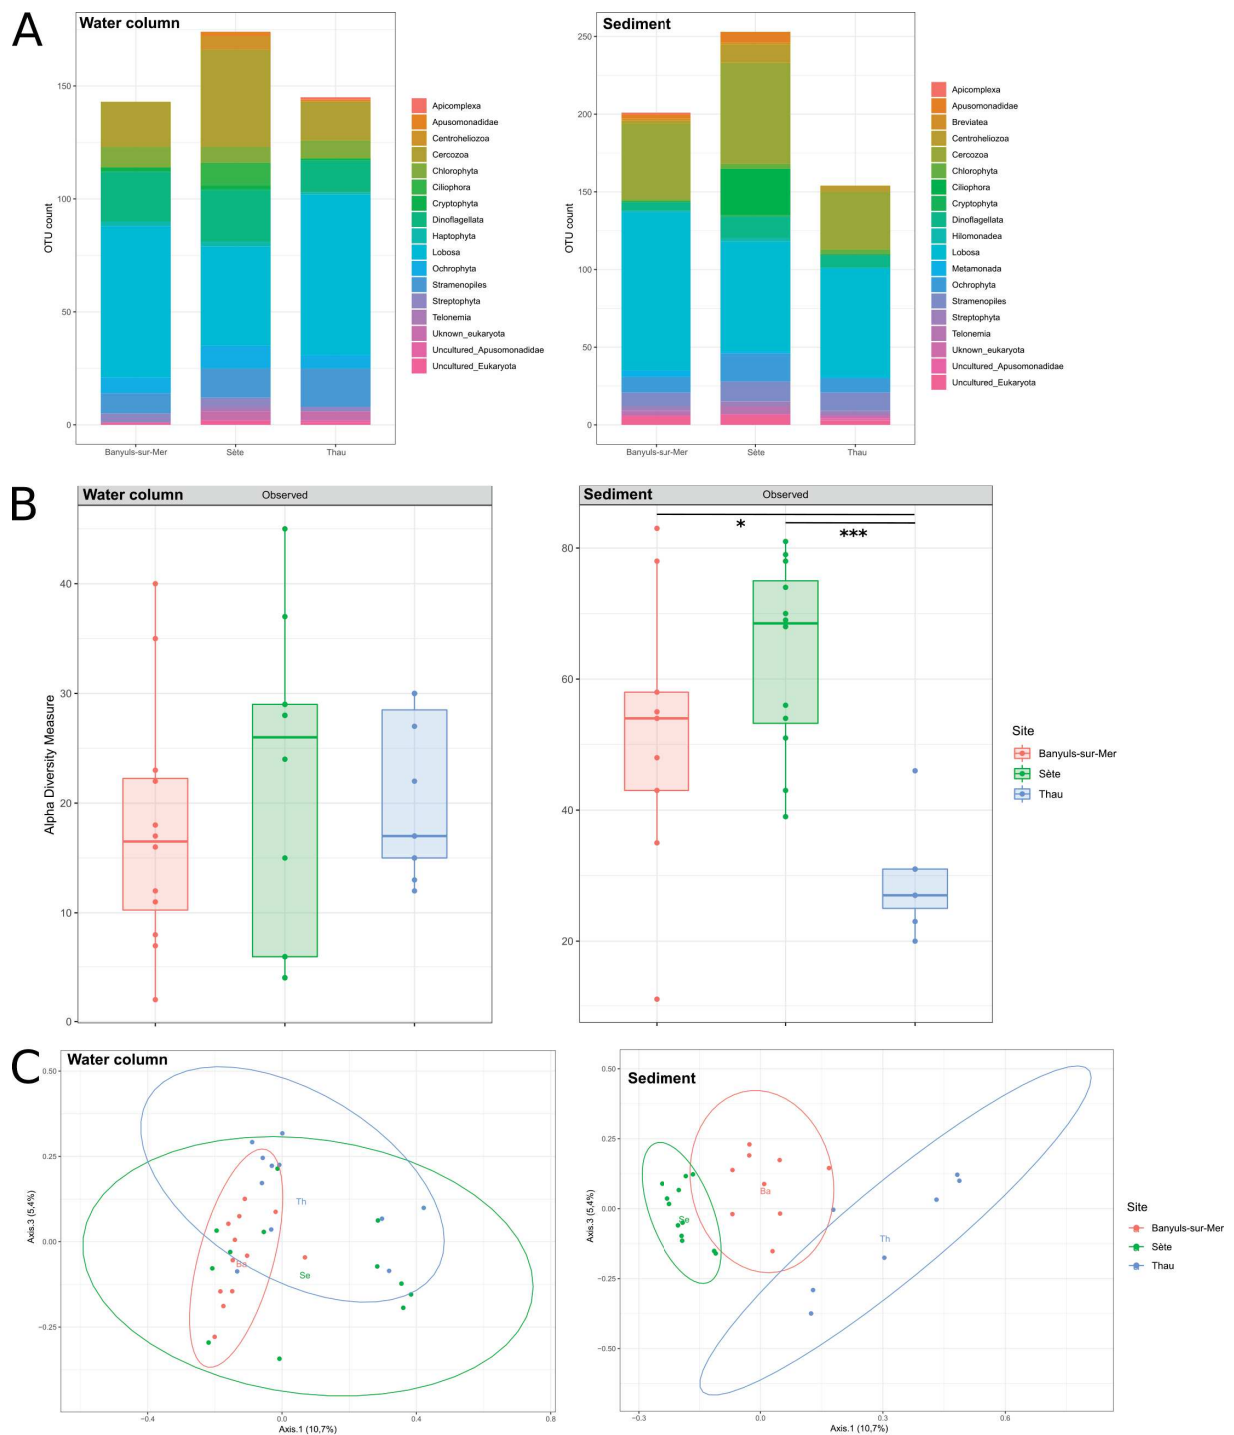 A
Water column
OTU count
150
100
50
0
Banyuls-sur-Mer
Sète
Thau
Apicomplexa
Apusomonadidae
Centroheliozoa
Cercozoa
Chlorophyta
Ciliophora
Cryptophyta
Dinoflagellata
Haptophyta
Lobosa
Ochrophyta
Stramenopiles
Streptophyta
Telonemia
Uknown_eukaryota
Uncultured_Apusomonadidae
Uncultured_Eukaryota
Sediment
OTU count
250
200
150
100
50
0
Banyuls-sur-Mer
Sète
Thau
Apicomplexa
Apusomonadidae
Breviatea
Centroheliozoa
Cercozoa
Chlorophyta
Ciliophora
Cryptophyta
Dinoflagellata
Hilomonadea
Lobosa
Metamonada
Ochrophyta
Stramenopiles
Streptophyta
Telonemia
Uknown_eukaryota
Uncultured_Apusomonadidae
Uncultured_Eukaryota
B
Water column
Observed
Alpha Diversity Measure
40
30
20
10
0
Sediment
Observed
*
***
80
60
40
20
Site
Banyuls-sur-Mer
Sète
Thau
C
Water column
Axis.3 (5,4%)
0.50
0.25
0.00
−0.25
Th
Ba
Se
−0.4
0.0
0.4
0.8
Axis.1 (10,7%)
Sediment
Axis.3 (5,4%)
0.50
0.25
0.00
−0.25
−0.50
Ba
Se
Th
−0.3
0.0
0.3
0.6
Axis.1 (10,7%)
Site
Banyuls-sur-Mer
Sète
Thau